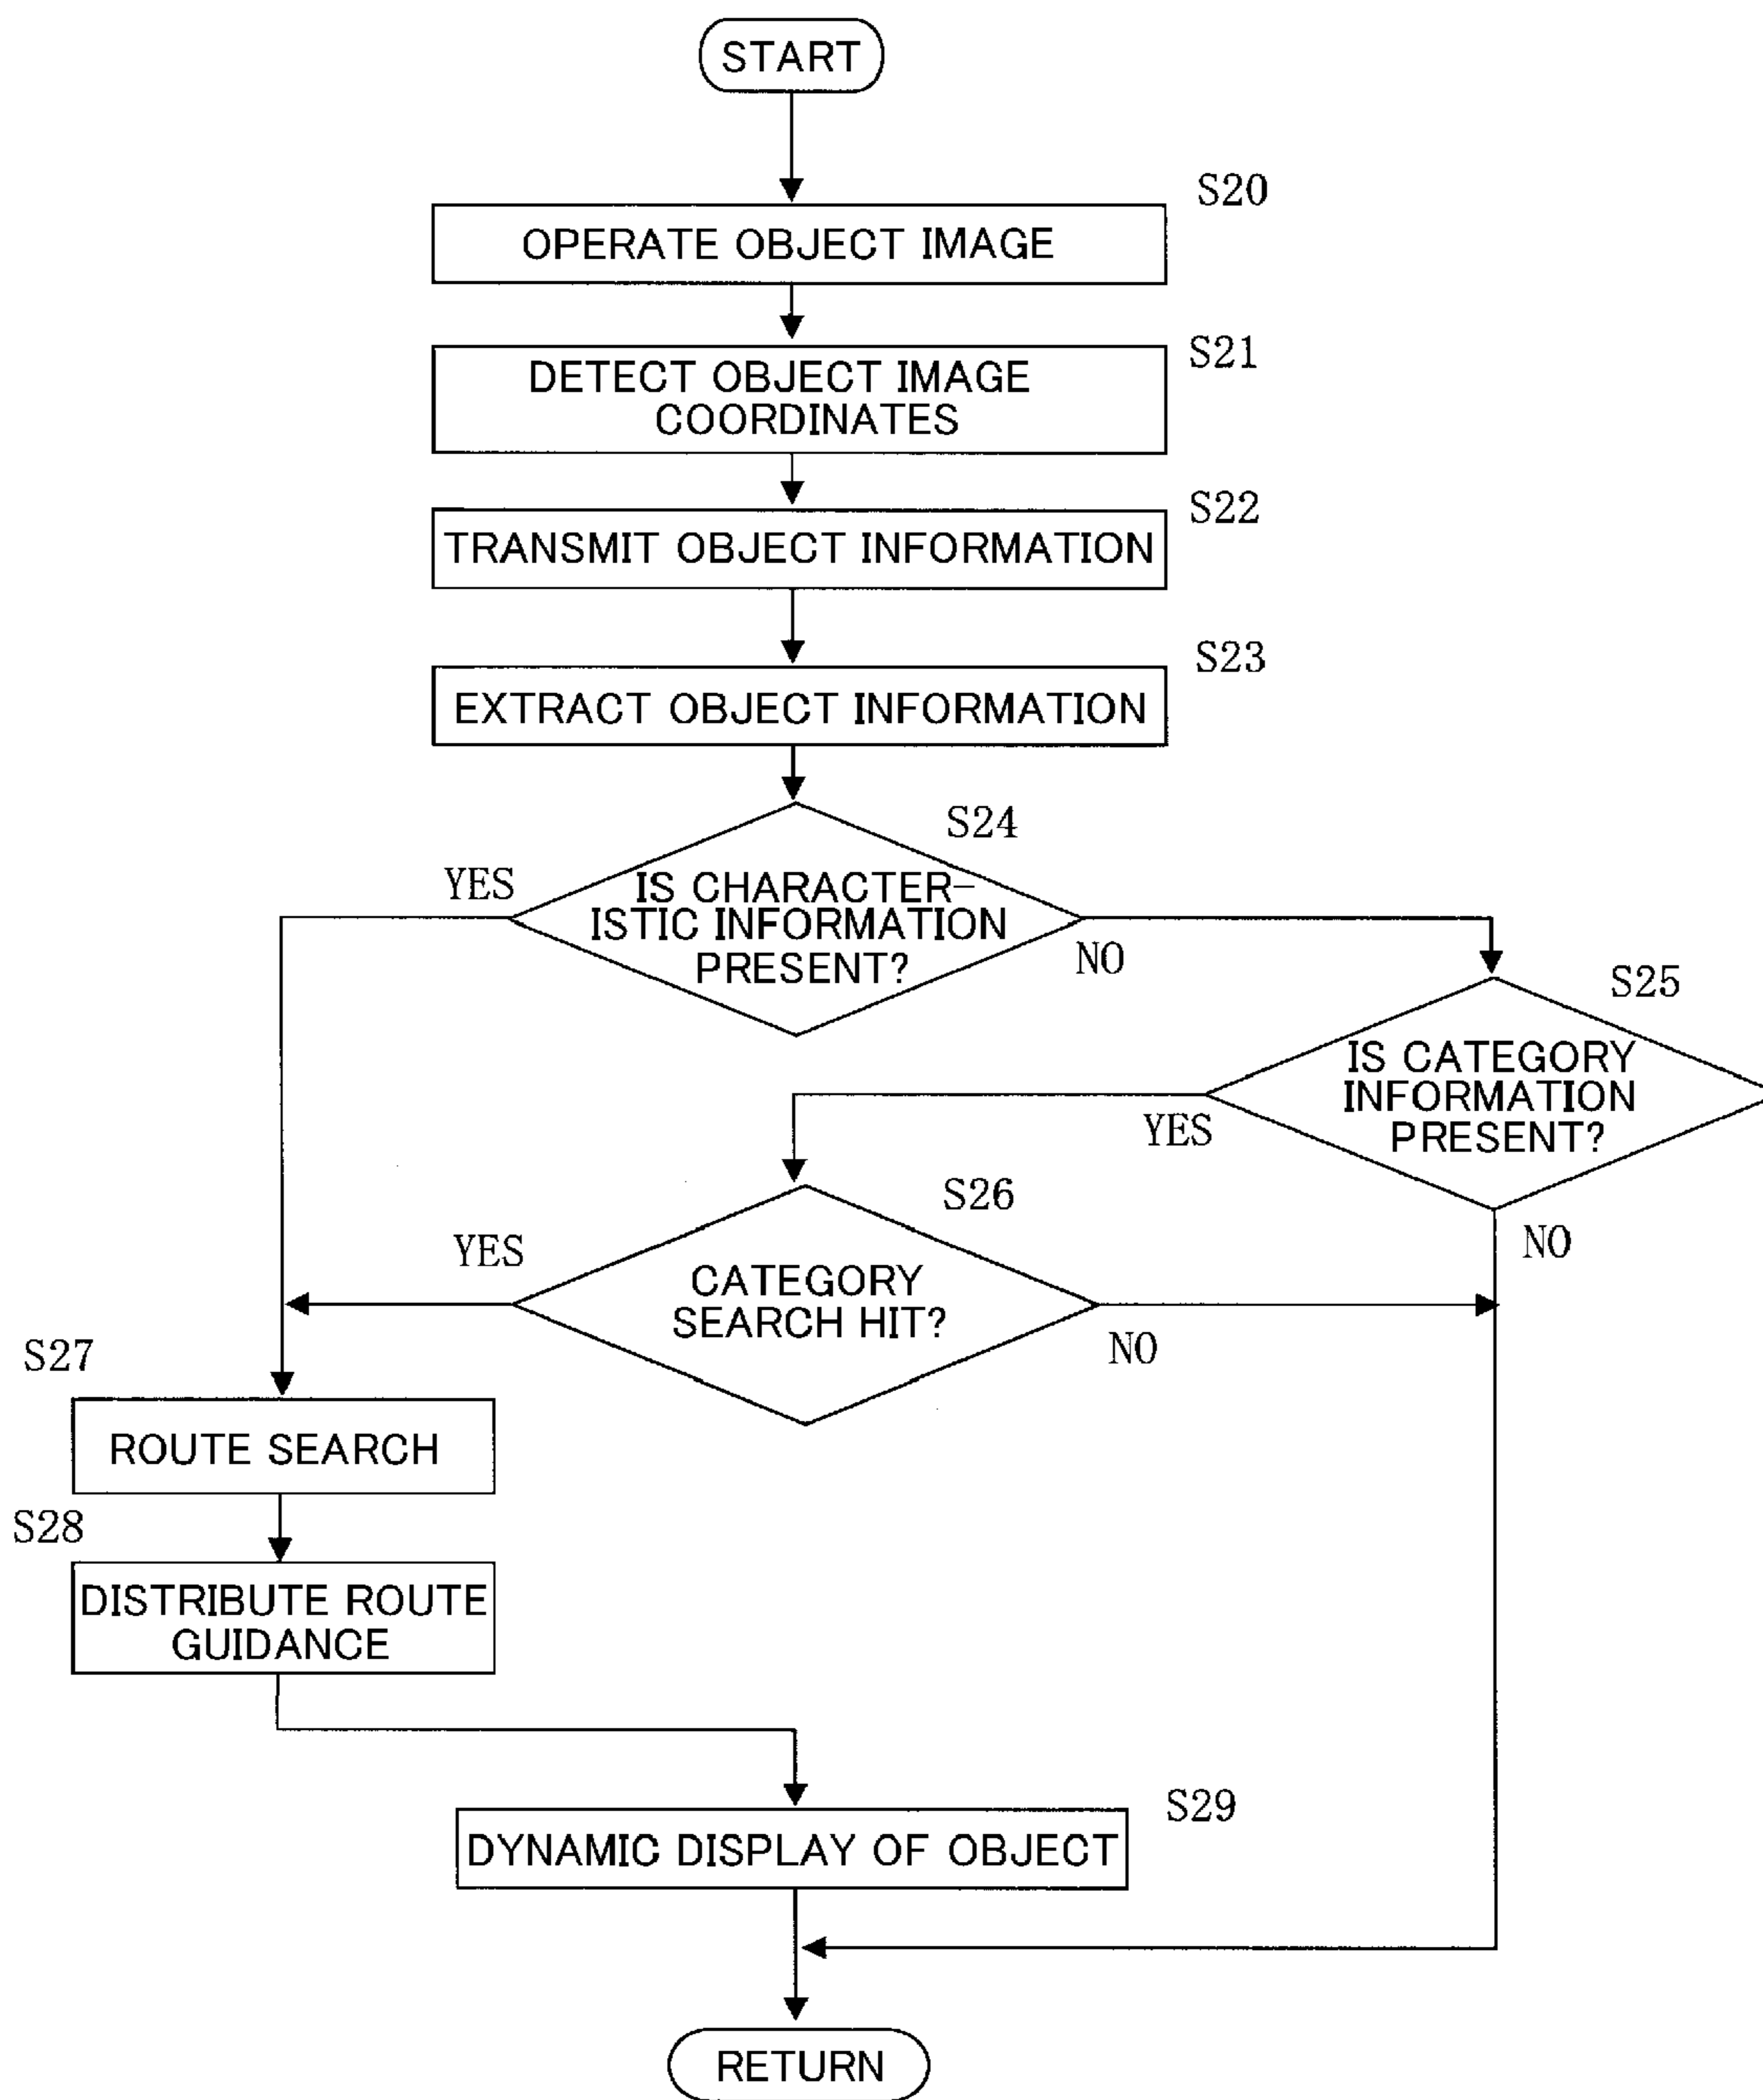 START
S20
OPERATE OBJECT IMAGE
S21
DETECT OBJECT IMAGE
COORDINATES
S22
TRANSMIT OBJECT INFORMATION
S23
EXTRACT OBJECT INFORMATION
S24
YES
IS CHARACTER-
ISTIC INFORMATION
PRESENT?
NO
S25
IS CATEGORY
INFORMATION
PRESENT?
YES
NO
S26
YES
CATEGORY
SEARCH HIT?
NO
S27
ROUTE SEARCH
S28
DISTRIBUTE ROUTE
GUIDANCE
S29
DYNAMIC DISPLAY OF OBJECT
RETURN